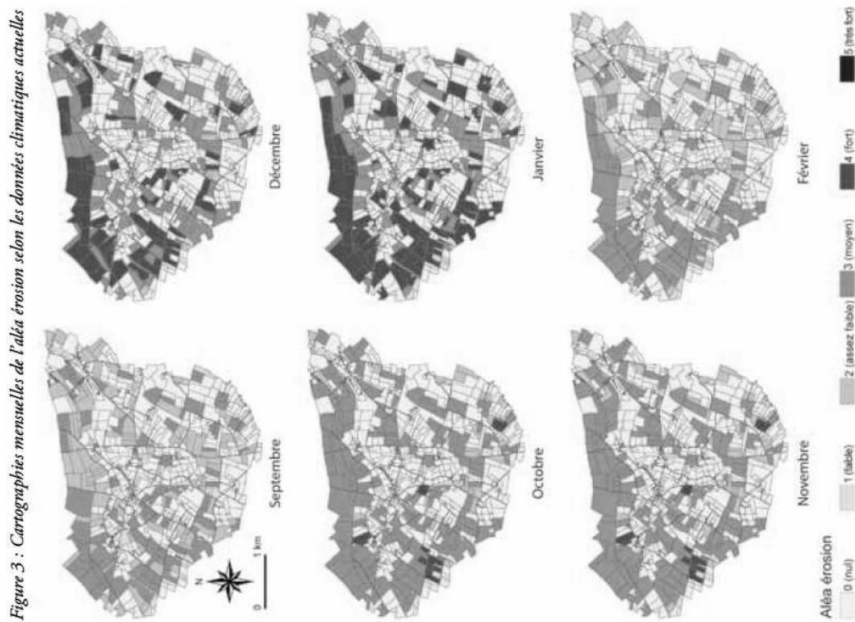 Figure 3 : Cartographies mensuelles de l'aléa érosion selon les données climatiques actuelles
N
0 1 km
Septembre
Décembre
Octobre
Janvier
Novembre
Février
Aléa érosion
0 (nul) 1 (faible) 2 (assez faible) 3 (moyen) 4 (fort) 5 (très fort)